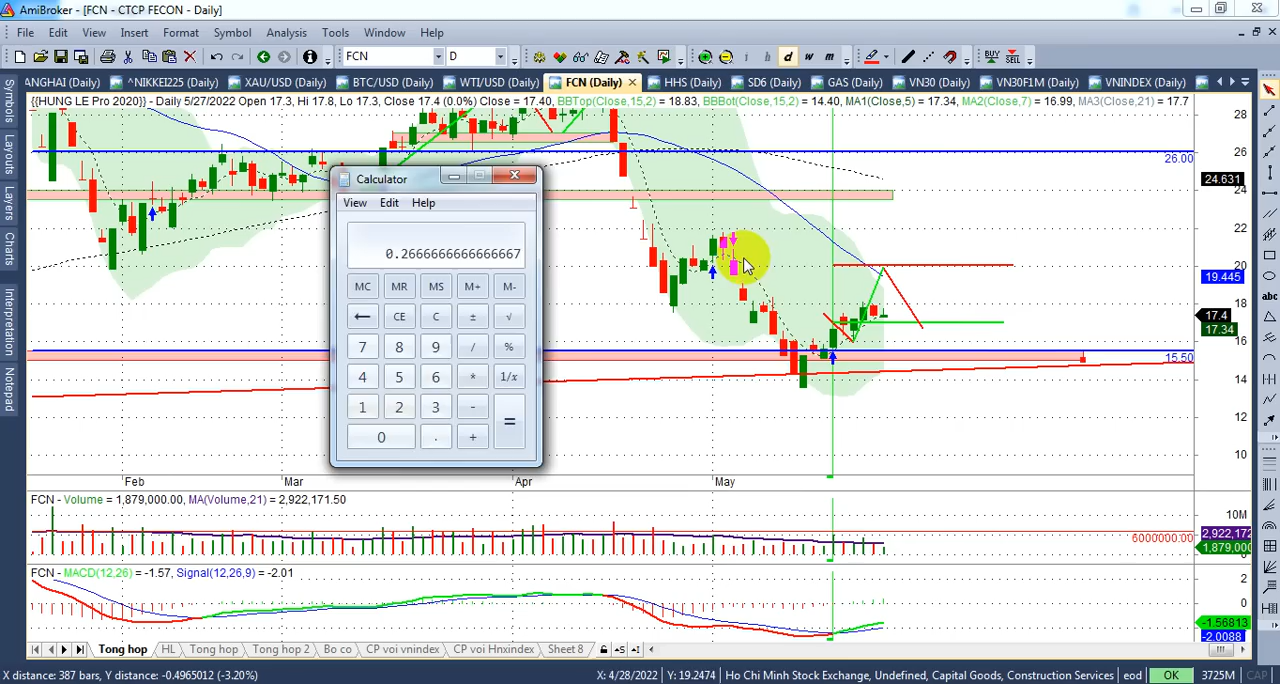 AmiBroker - [FCN - CTCP FECON - Daily]
File Edit View Insert Format Symbol Analysis Tools Window Help
FCN D i h d w m abc BUY SELL
ANGHAI (Daily) ^NIKKEI225 (Daily) XAU/USD (Daily) BTC/USD (Daily) WTI/USD (Daily) FCN (Daily) HHS (Daily) SD6 (Daily) GAS (Daily) VN30 (Daily) VN30F1M (Daily) VNINDEX (Daily)
{{HUNG LE Pro 2020}} - Daily 5/27/2022 Open 17.3, Hi 17.8, Lo 17.3, Close 17.4 (0.0%) Close = 17.40, BBTop(Close,15,2) = 18.83, BBBot(Close,15,2) = 14.40, MA1(Close,5) = 17.34, MA2(Close,7) = 16.99, MA3(Close,21) = 17.7
Symbols
Layouts
Layers
Charts
Interpretation
Notepad
28
26
26.00
24.631
24
22
20
19.445
18
17.4
17.34
16
15.50
14
12
10
Calculator
View Edit Help
0.2666666666666667
MC MR MS M+ M-
← CE C ± √
7 8 9 / %
4 5 6 * 1/x
1 2 3 - =
0 . +
Feb Mar Apr May
FCN - Volume = 1,879,000.00, MA(Volume,21) = 2,922,171.50
10M
2,922,172
6000000.00
1,879,000
FCN - MACD(12,26) = -1.57, Signal(12,26,9) = -2.01
2
0
-1.56813
-2.0088
Tong hop HL Tong hop Tong hop 2 Bo co CP voi vnindex CP voi Hnxindex Sheet 8
X distance: 387 bars, Y distance: -0.4965012 (-3.20%) X: 4/28/2022 Y: 19.2474 Ho Chi Minh Stock Exchange, Undefined, Capital Goods, Construction Services eod OK 3725M CAP